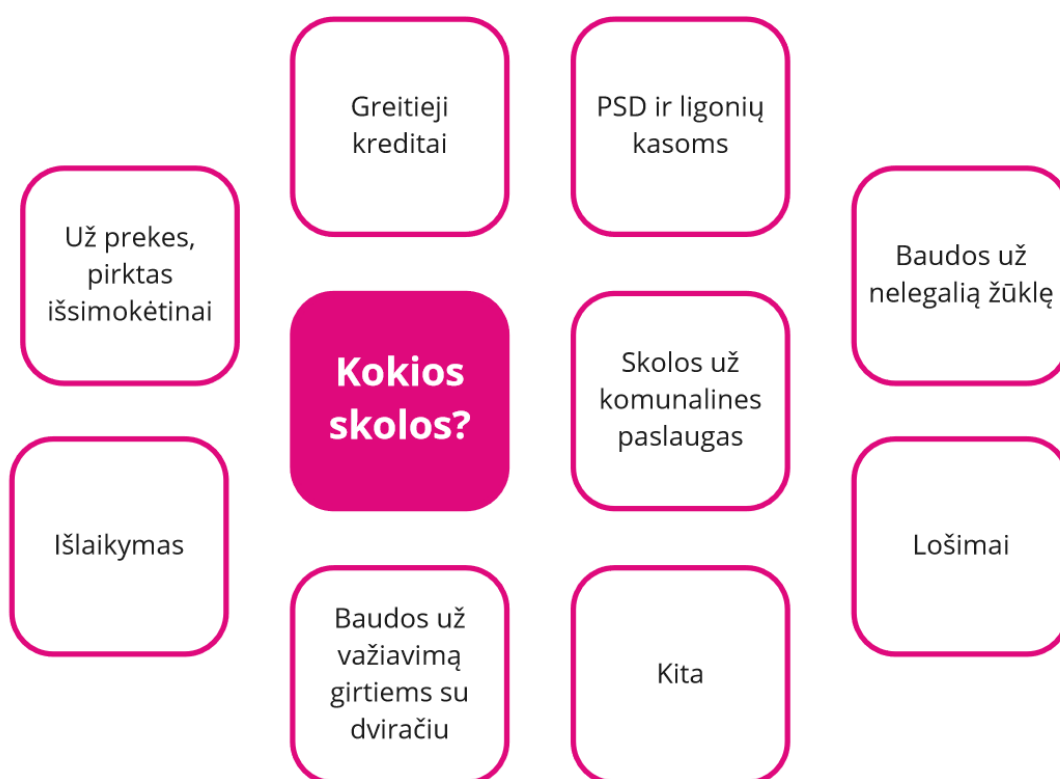 Greitieji
kreditai
PSD ir ligonių
kasoms
Už prekes,
pirktas
išsimokėtinai
Baudos už
nelegalią žūklę
Kokios
skolos?
Skolos už
komunalines
paslaugas
Išlaikymas
Lošimai
Baudos už
važiavimą
girtiems su
dviračiu
Kita